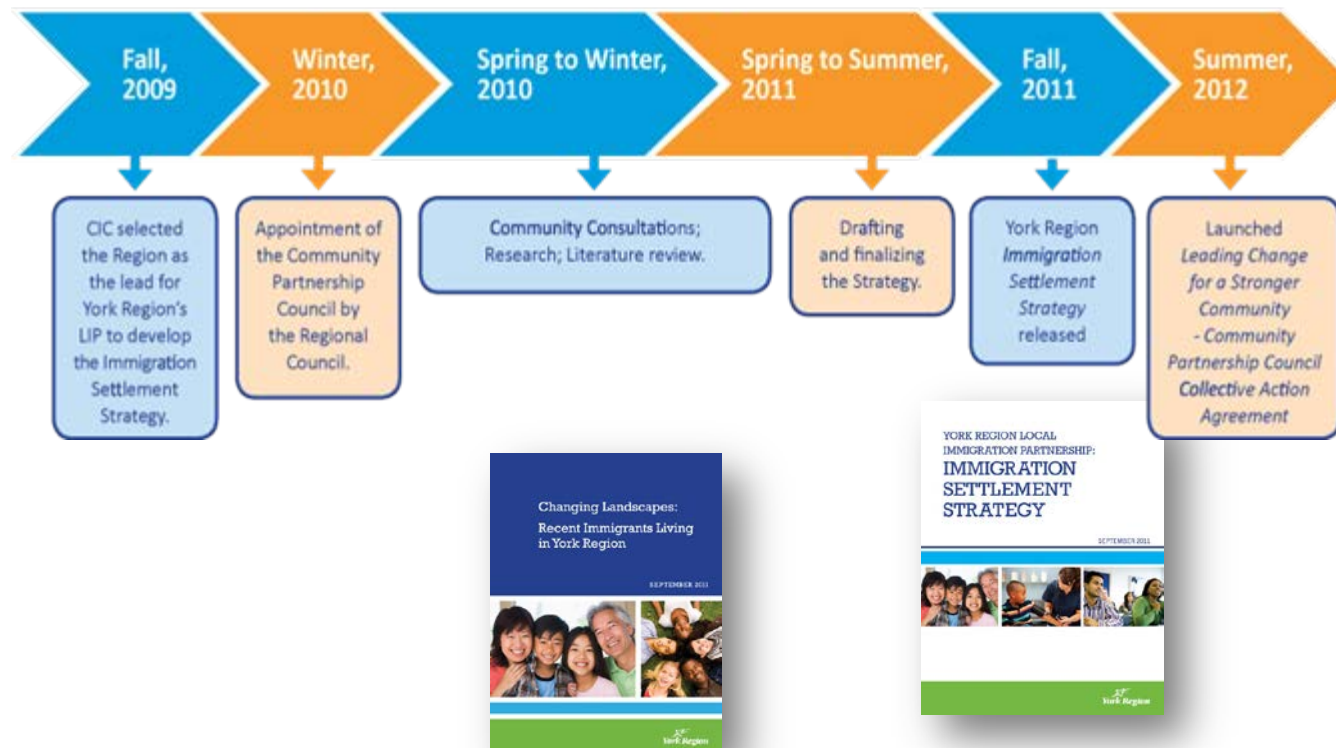 Fall,
2009
Winter,
2010
Spring to Winter,
2010
Spring to Summer,
2011
Fall,
2011
Summer,
2012
CIC selected
the Region as
the lead for
York Region's
LIP to develop
the Immigration
Settlement
Strategy.
Appointment of
the Community
Partnership
Council by
the Regional
Council.
Community Consultations;
Research; Literature review.
Drafting
and finalizing
the Strategy.
York Region
Immigration
Settlement
Strategy
released
Launched
Leading Change
for a Stronger
Community
- Community
Partnership Council
Collective Action
Agreement
Changing Landscapes:
Recent Immigrants Living
in York Region
SEPTEMBER 2011
York Region
YORK REGION LOCAL
IMMIGRATION PARTNERSHIP:
IMMIGRATION
SETTLEMENT
STRATEGY
SEPTEMBER 2011
York Region